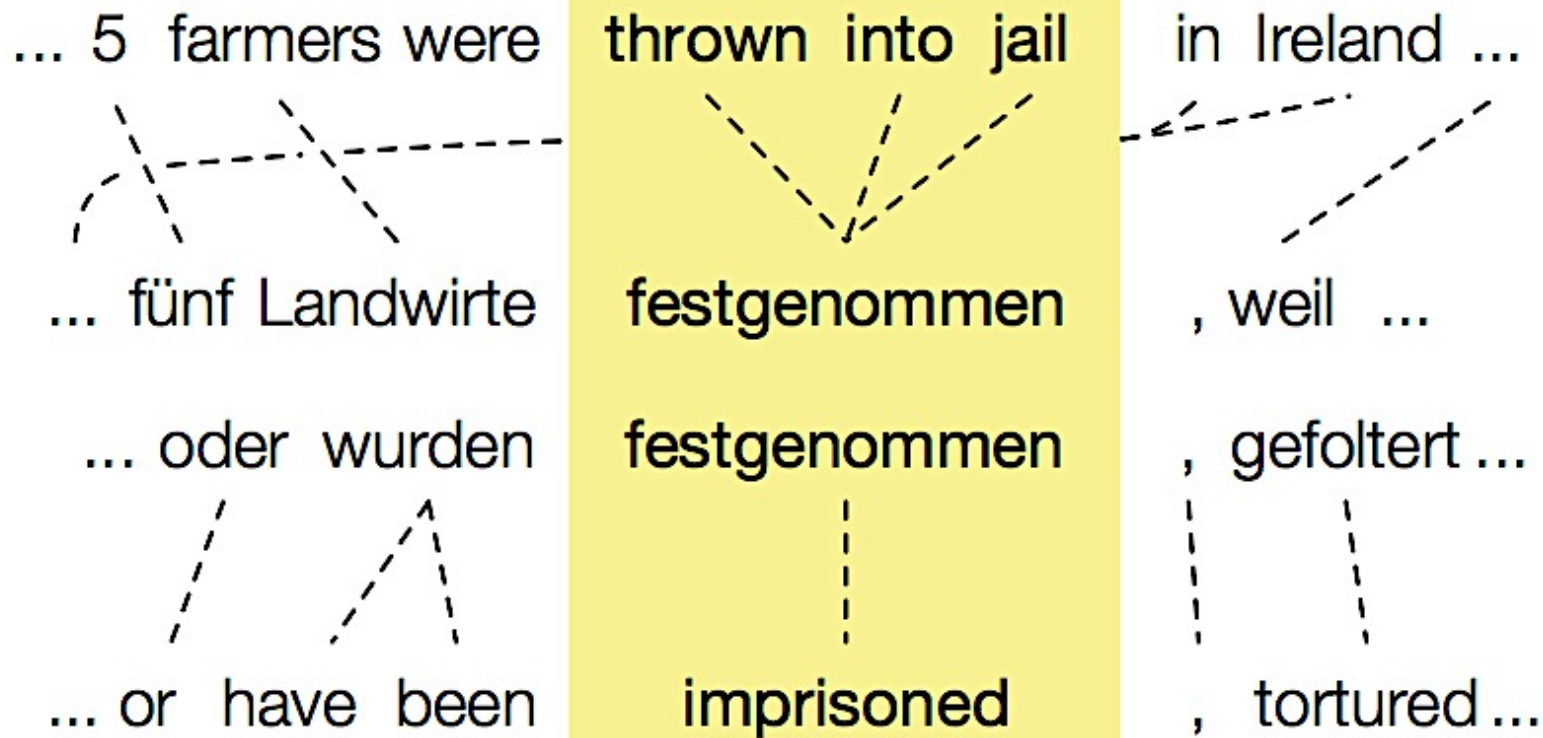 ... 5 farmers were thrown into jail in Ireland ...
... fünf Landwirte festgenommen , weil ...
... oder wurden festgenommen , gefoltert ...
... or have been imprisoned , tortured ...